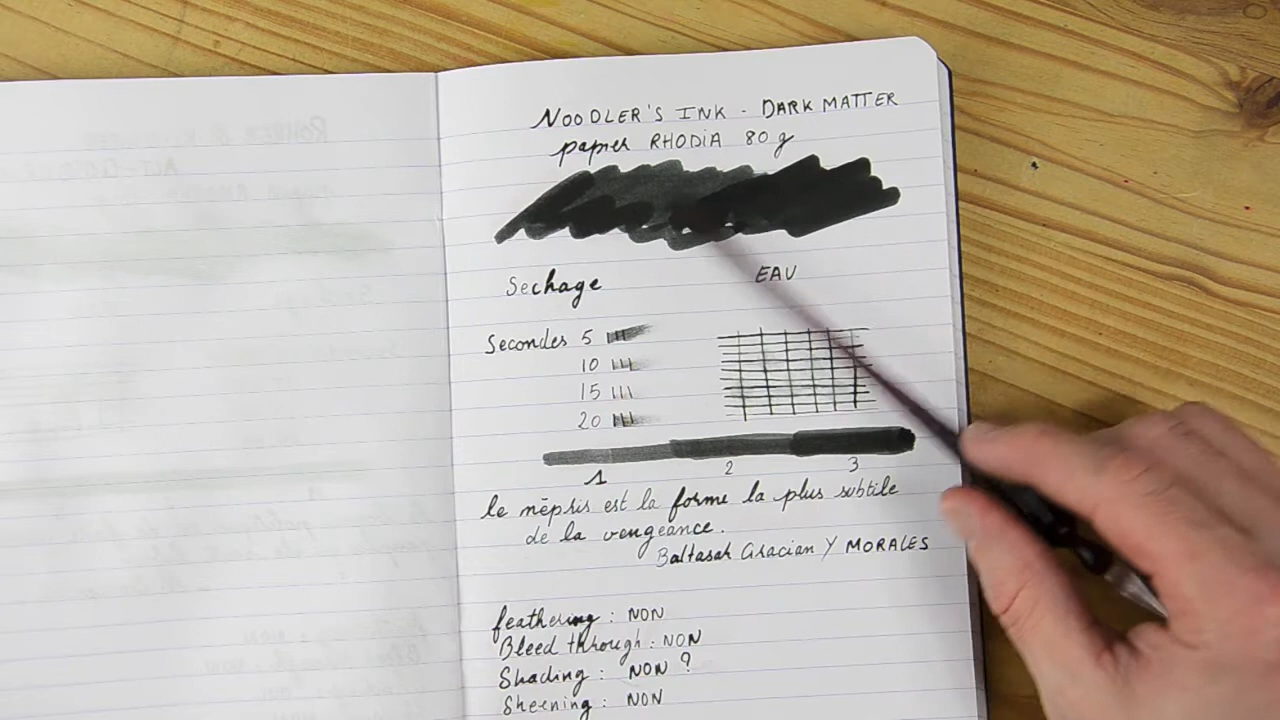 NOODLER'S INK - DARK MATTER
papier RHODIA 80 g
Sechage
EAU
Secondes 5
10
15
20
1 2 3
le mépris est la forme la plus subtile
de la vengeance.
Baltasar Gracian Y MORALES
feathering : NON
Bleed through : NON
Shading : NON ?
Sheening : NON